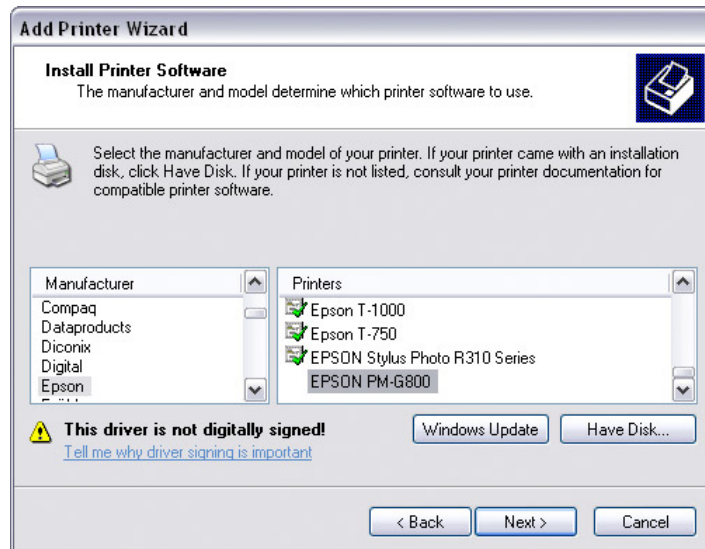 Add Printer Wizard
Install Printer Software
The manufacturer and model determine which printer software to use.
Select the manufacturer and model of your printer. If your printer came with an installation
disk, click Have Disk. If your printer is not listed, consult your printer documentation for
compatible printer software.
Manufacturer
Compaq
Dataproducts
Diconix
Digital
Epson
Printers
Epson T-1000
Epson T-750
EPSON Stylus Photo R310 Series
EPSON PM-G800
This driver is not digitally signed!
Tell me why driver signing is important
Windows Update
Have Disk...
< Back
Next >
Cancel